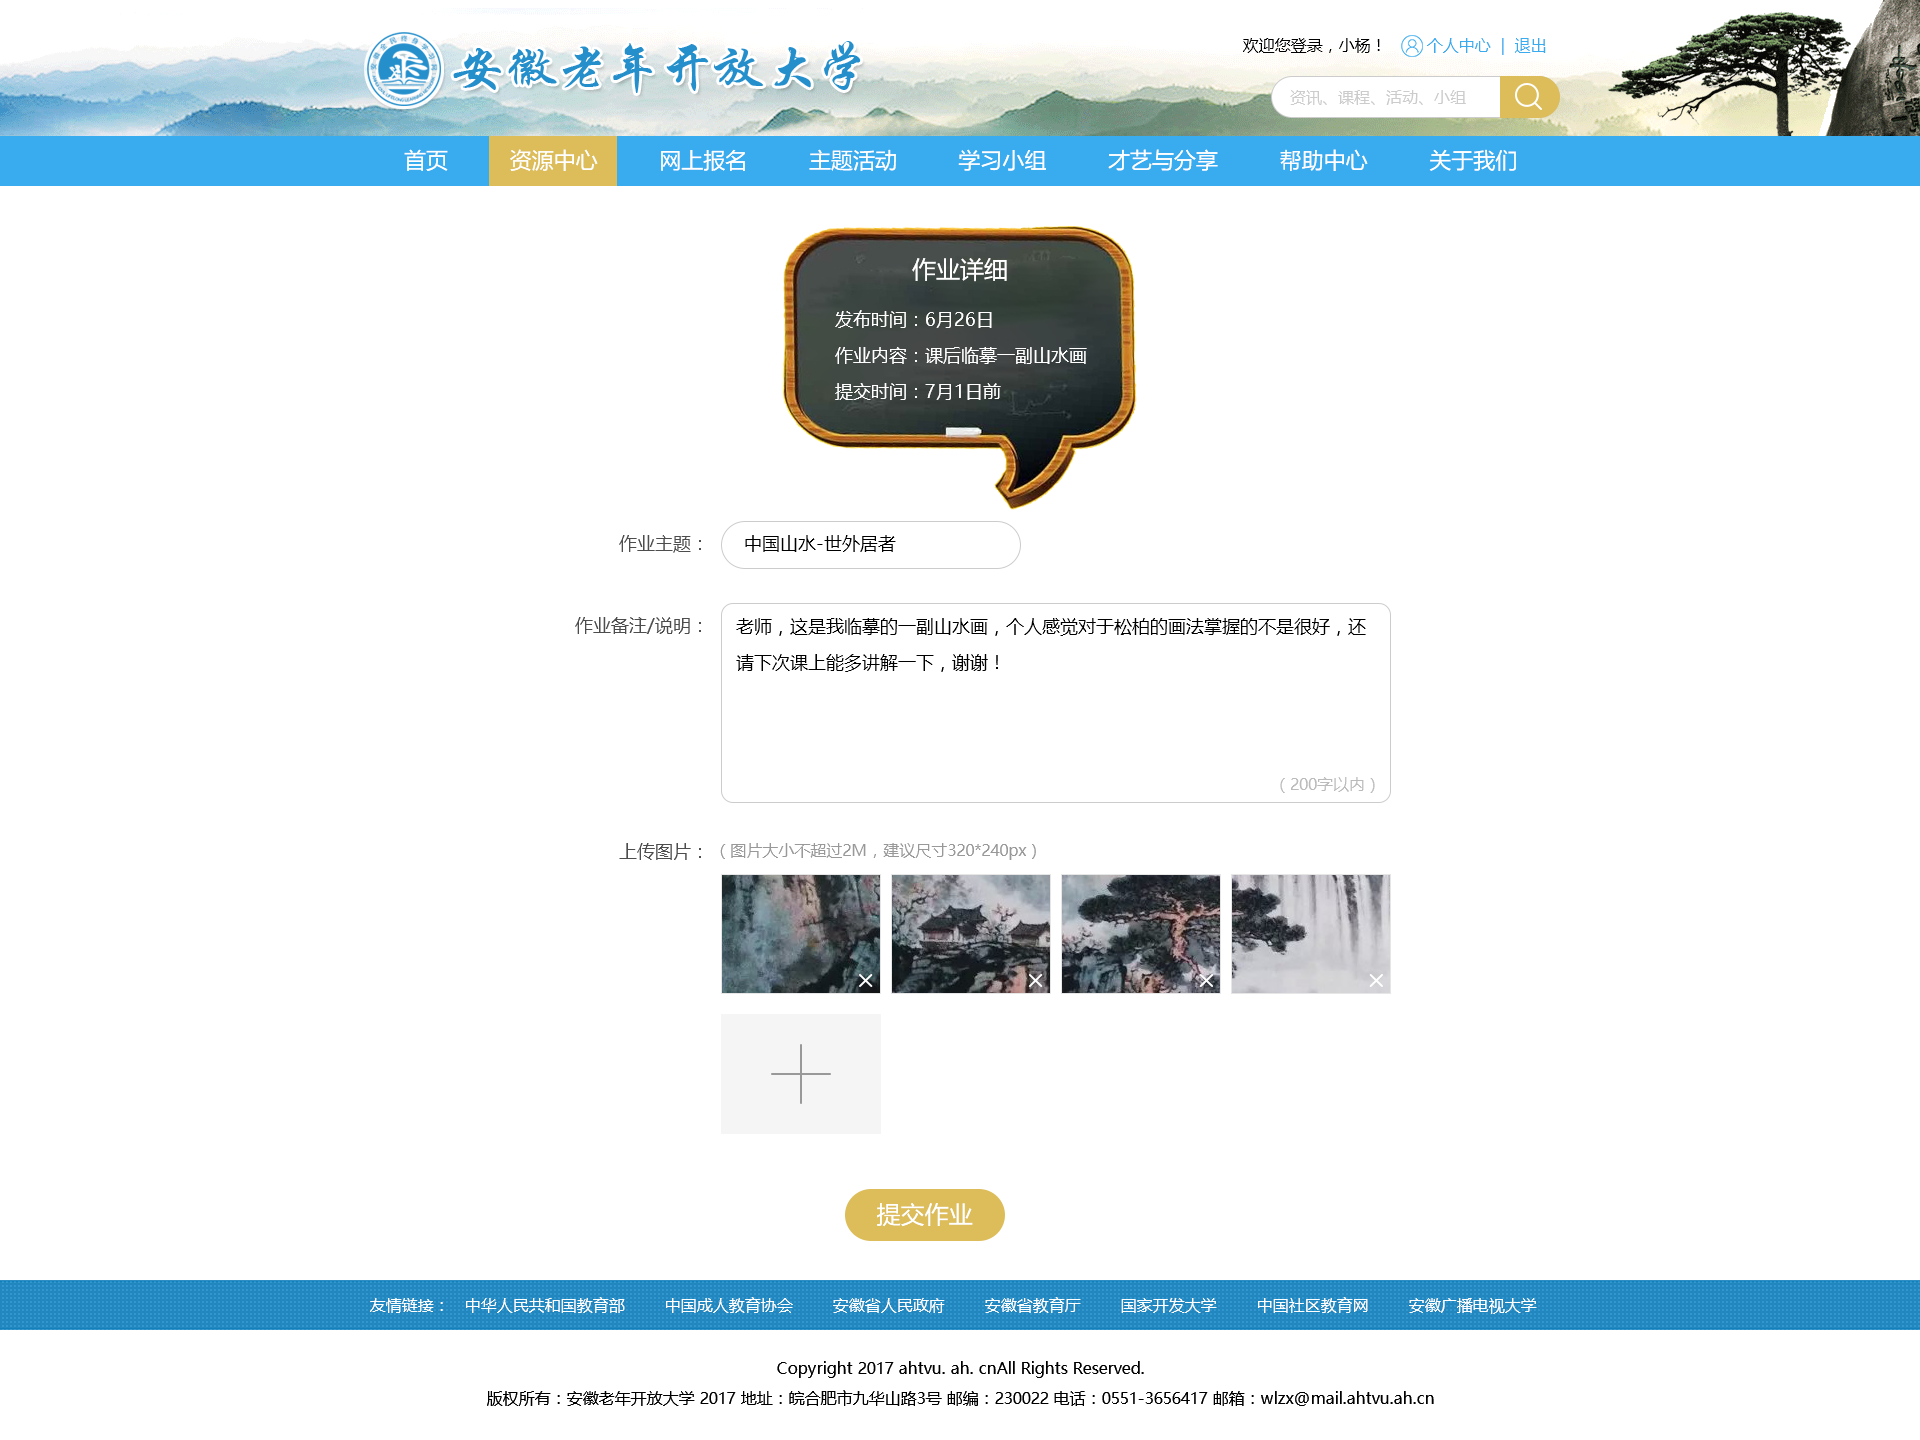 安徽老年开放大学
欢迎您登录，小杨！ 个人中心 | 退出
资讯、课程、活动、小组
首页 资源中心 网上报名 主题活动 学习小组 才艺与分享 帮助中心 关于我们
作业详细
发布时间：6月26日
作业内容：课后临摹一副山水画
提交时间：7月1日前
作业主题： 中国山水-世外居者
作业备注/说明： 老师，这是我临摹的一副山水画，个人感觉对于松柏的画法掌握的不是很好，还
请下次课上能多讲解一下，谢谢！
（200字以内）
上传图片： （图片大小不超过2M，建议尺寸320*240px）
提交作业
友情链接： 中华人民共和国教育部 中国成人教育协会 安徽省人民政府 安徽省教育厅 国家开发大学 中国社区教育网 安徽广播电视大学
Copyright 2017 ahtvu. ah. cnAll Rights Reserved.
版权所有：安徽老年开放大学 2017 地址：皖合肥市九华山路3号 邮编：230022 电话：0551-3656417 邮箱：wlzx@mail.ahtvu.ah.cn